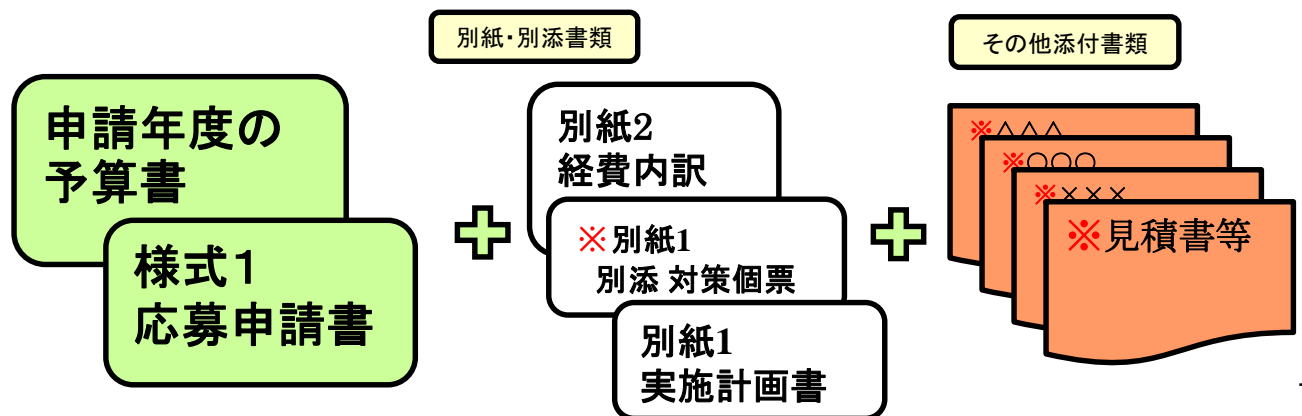 別紙・別添書類
その他添付書類
申請年度の
予算書
様式1
応募申請書
別紙2
経費内訳
※別紙1
別添 対策個票
別紙1
実施計画書
※△△△
※○○○
※×××
※見積書等